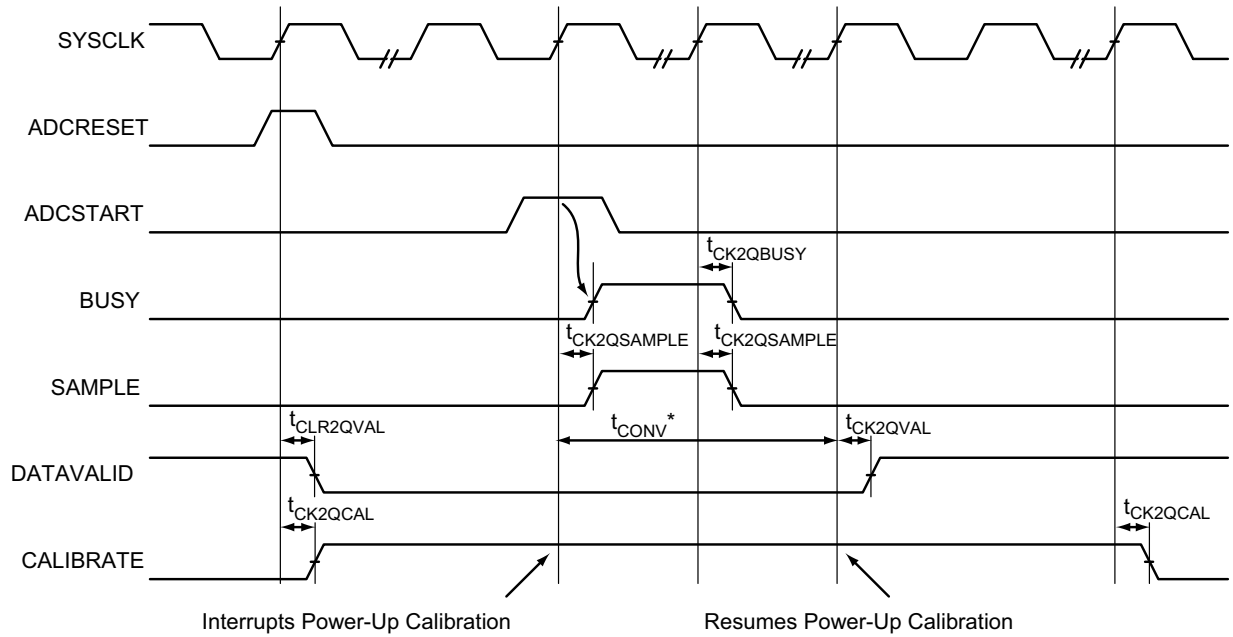 SYSCLK
ADCRESET
ADCSTART
tCK2QBUSY
BUSY
tCK2QSAMPLE tCK2QSAMPLE
SAMPLE
tCLR2QVAL tCONV* tCK2QVAL
DATAVALID
tCK2QCAL tCK2QCAL
CALIBRATE
Interrupts Power-Up Calibration Resumes Power-Up Calibration